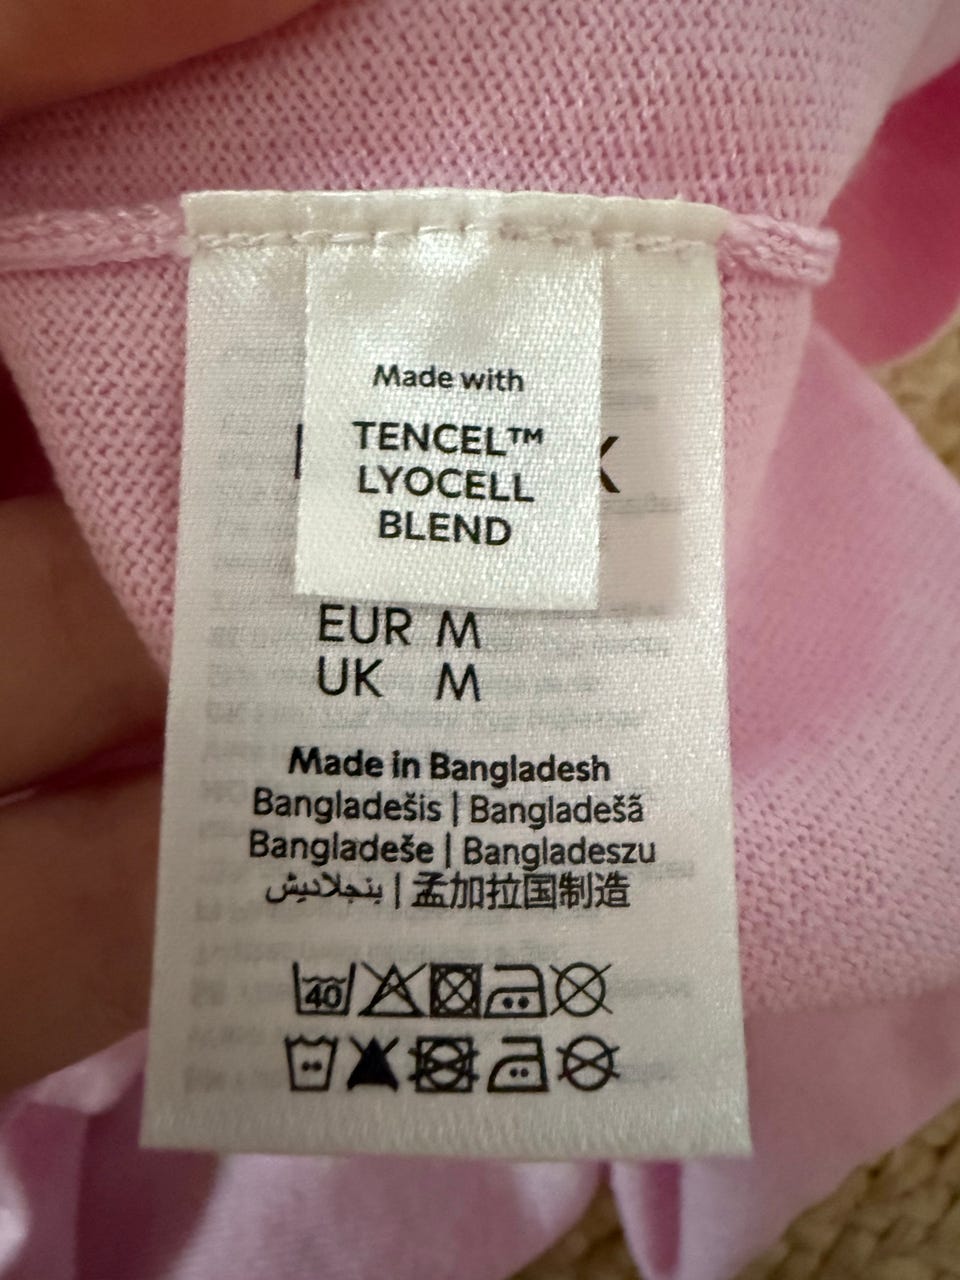 Made with
TENCEL™
LYOCELL
BLEND
K
EUR M
UK M
Made in Bangladesh
Bangladešis | Bangladešā
Bangladeše | Bangladeszu
بنجلاديش | 孟加拉国制造
40